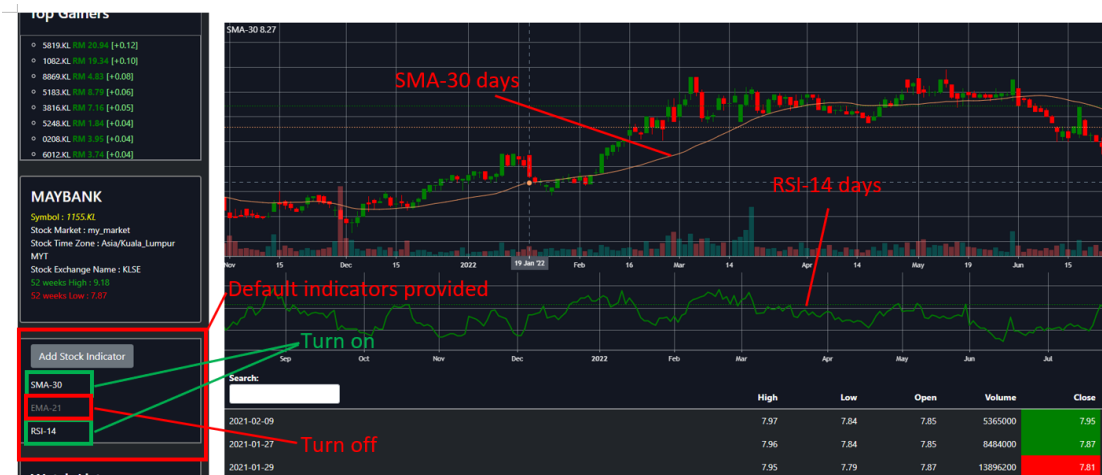 Top Gainers
5819.KL RM 20.94 [+0.12]
1082.KL RM 19.34 [+0.10]
8869.KL RM 4.83 [+0.08]
5183.KL RM 8.79 [+0.06]
3816.KL RM 7.16 [+0.05]
5248.KL RM 1.84 [+0.04]
0208.KL RM 3.95 [+0.04]
6012.KL RM 3.74 [+0.04]
MAYBANK
Symbol : 1155.KL
Stock Market : my_market
Stock Time Zone : Asia/Kuala_Lumpur
MYT
Stock Exchange Name : KLSE
52 weeks High : 9.18
52 weeks Low : 7.87
Default indicators provided
Add Stock Indicator
SMA-30
EMA-21
RSI-14
Turn on
Turn off
SMA-30 8.27
SMA-30 days
RSI-14 days
Nov 15 Dec 15 2022 19 Jan '22 Feb 16 Mar 14 Apr 14 May 19 Jun 15
Sep Oct Nov Dec 2022 Feb Mar Apr May Jun Jul
Search:
High Low Open Volume Close
2021-02-09 7.97 7.84 7.85 5365000 7.95
2021-01-27 7.96 7.84 7.85 8484000 7.87
2021-01-29 7.95 7.79 7.87 13896200 7.81